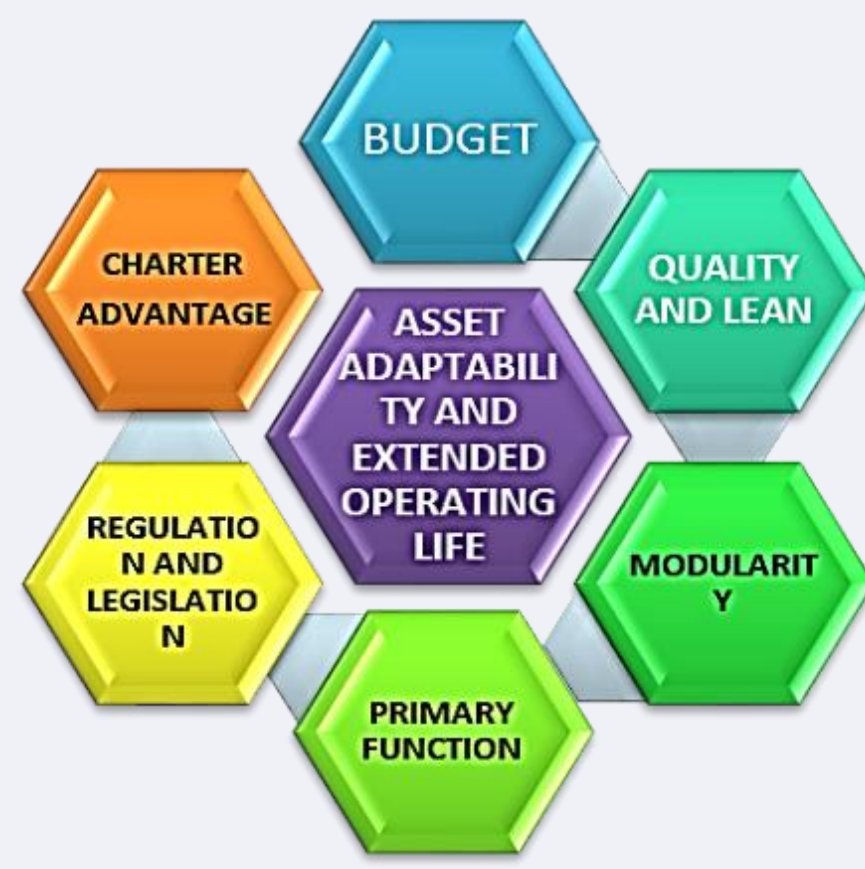 BUDGET
QUALITY
AND LEAN
MODULARIT
Y
PRIMARY
FUNCTION
REGULATIO
N AND
LEGISLATIO
N
CHARTER
ADVANTAGE
ASSET
ADAPTABILI
TY AND
EXTENDED
OPERATING
LIFE